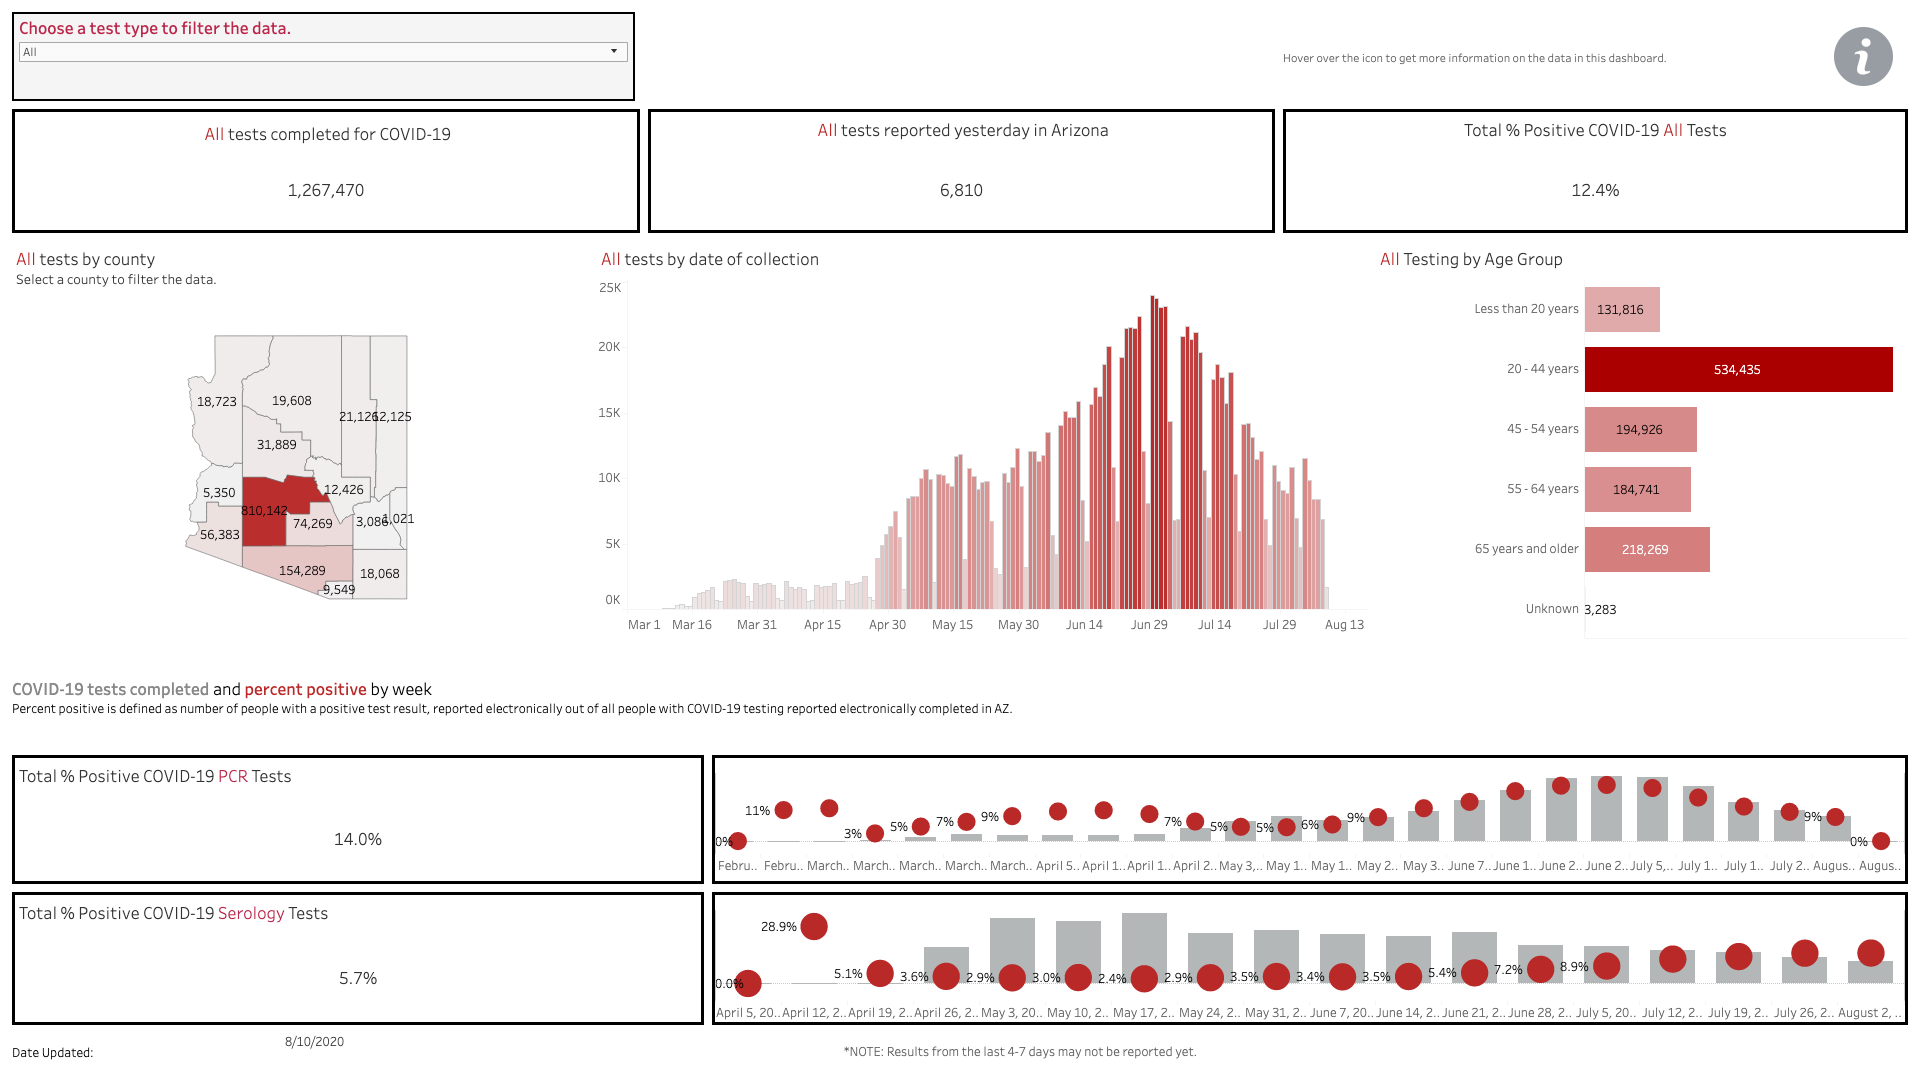 Choose a test type to filter the data.
All
Hover over the icon to get more information on the data in this dashboard.
i
All tests completed for COVID-19
1,267,470
All tests reported yesterday in Arizona
6,810
Total % Positive COVID-19 All Tests
12.4%
All tests by county
Select a county to filter the data.
18,723
19,608
21,126
12,125
31,889
5,350
12,426
810,142
74,269
3,086
1,021
56,383
154,289
18,068
9,549
All tests by date of collection
25K
20K
15K
10K
5K
0K
Mar 1 Mar 16 Mar 31 Apr 15 Apr 30 May 15 May 30 Jun 14 Jun 29 Jul 14 Jul 29 Aug 13
All Testing by Age Group
Less than 20 years 131,816
20 - 44 years 534,435
45 - 54 years 194,926
55 - 64 years 184,741
65 years and older 218,269
Unknown 3,283
COVID-19 tests completed and percent positive by week
Percent positive is defined as number of people with a positive test result, reported electronically out of all people with COVID-19 testing reported electronically completed in AZ.
Total % Positive COVID-19 PCR Tests
14.0%
0% 11% 3% 5% 7% 9% 7% 5% 5% 6% 9% 9% 0%
Febru.. Febru.. March.. March.. March.. March.. March.. April 5.. April 1.. April 1.. April 2.. May 3,.. May 1.. May 1.. May 2.. May 3.. June 7.. June 1.. June 2.. June 2.. July 5,.. July 1.. July 1.. July 2.. Augus.. Augus..
Total % Positive COVID-19 Serology Tests
5.7%
0.0% 28.9% 5.1% 3.6% 2.9% 3.0% 2.4% 2.9% 3.5% 3.4% 3.5% 5.4% 7.2% 8.9%
April 5, 20.. April 12, 2.. April 19, 2.. April 26, 2.. May 3, 20.. May 10, 2.. May 17, 2.. May 24, 2.. May 31, 2.. June 7, 20.. June 14, 2.. June 21, 2.. June 28, 2.. July 5, 20.. July 12, 2.. July 19, 2.. July 26, 2.. August 2, ..
Date Updated:
8/10/2020
*NOTE: Results from the last 4-7 days may not be reported yet.